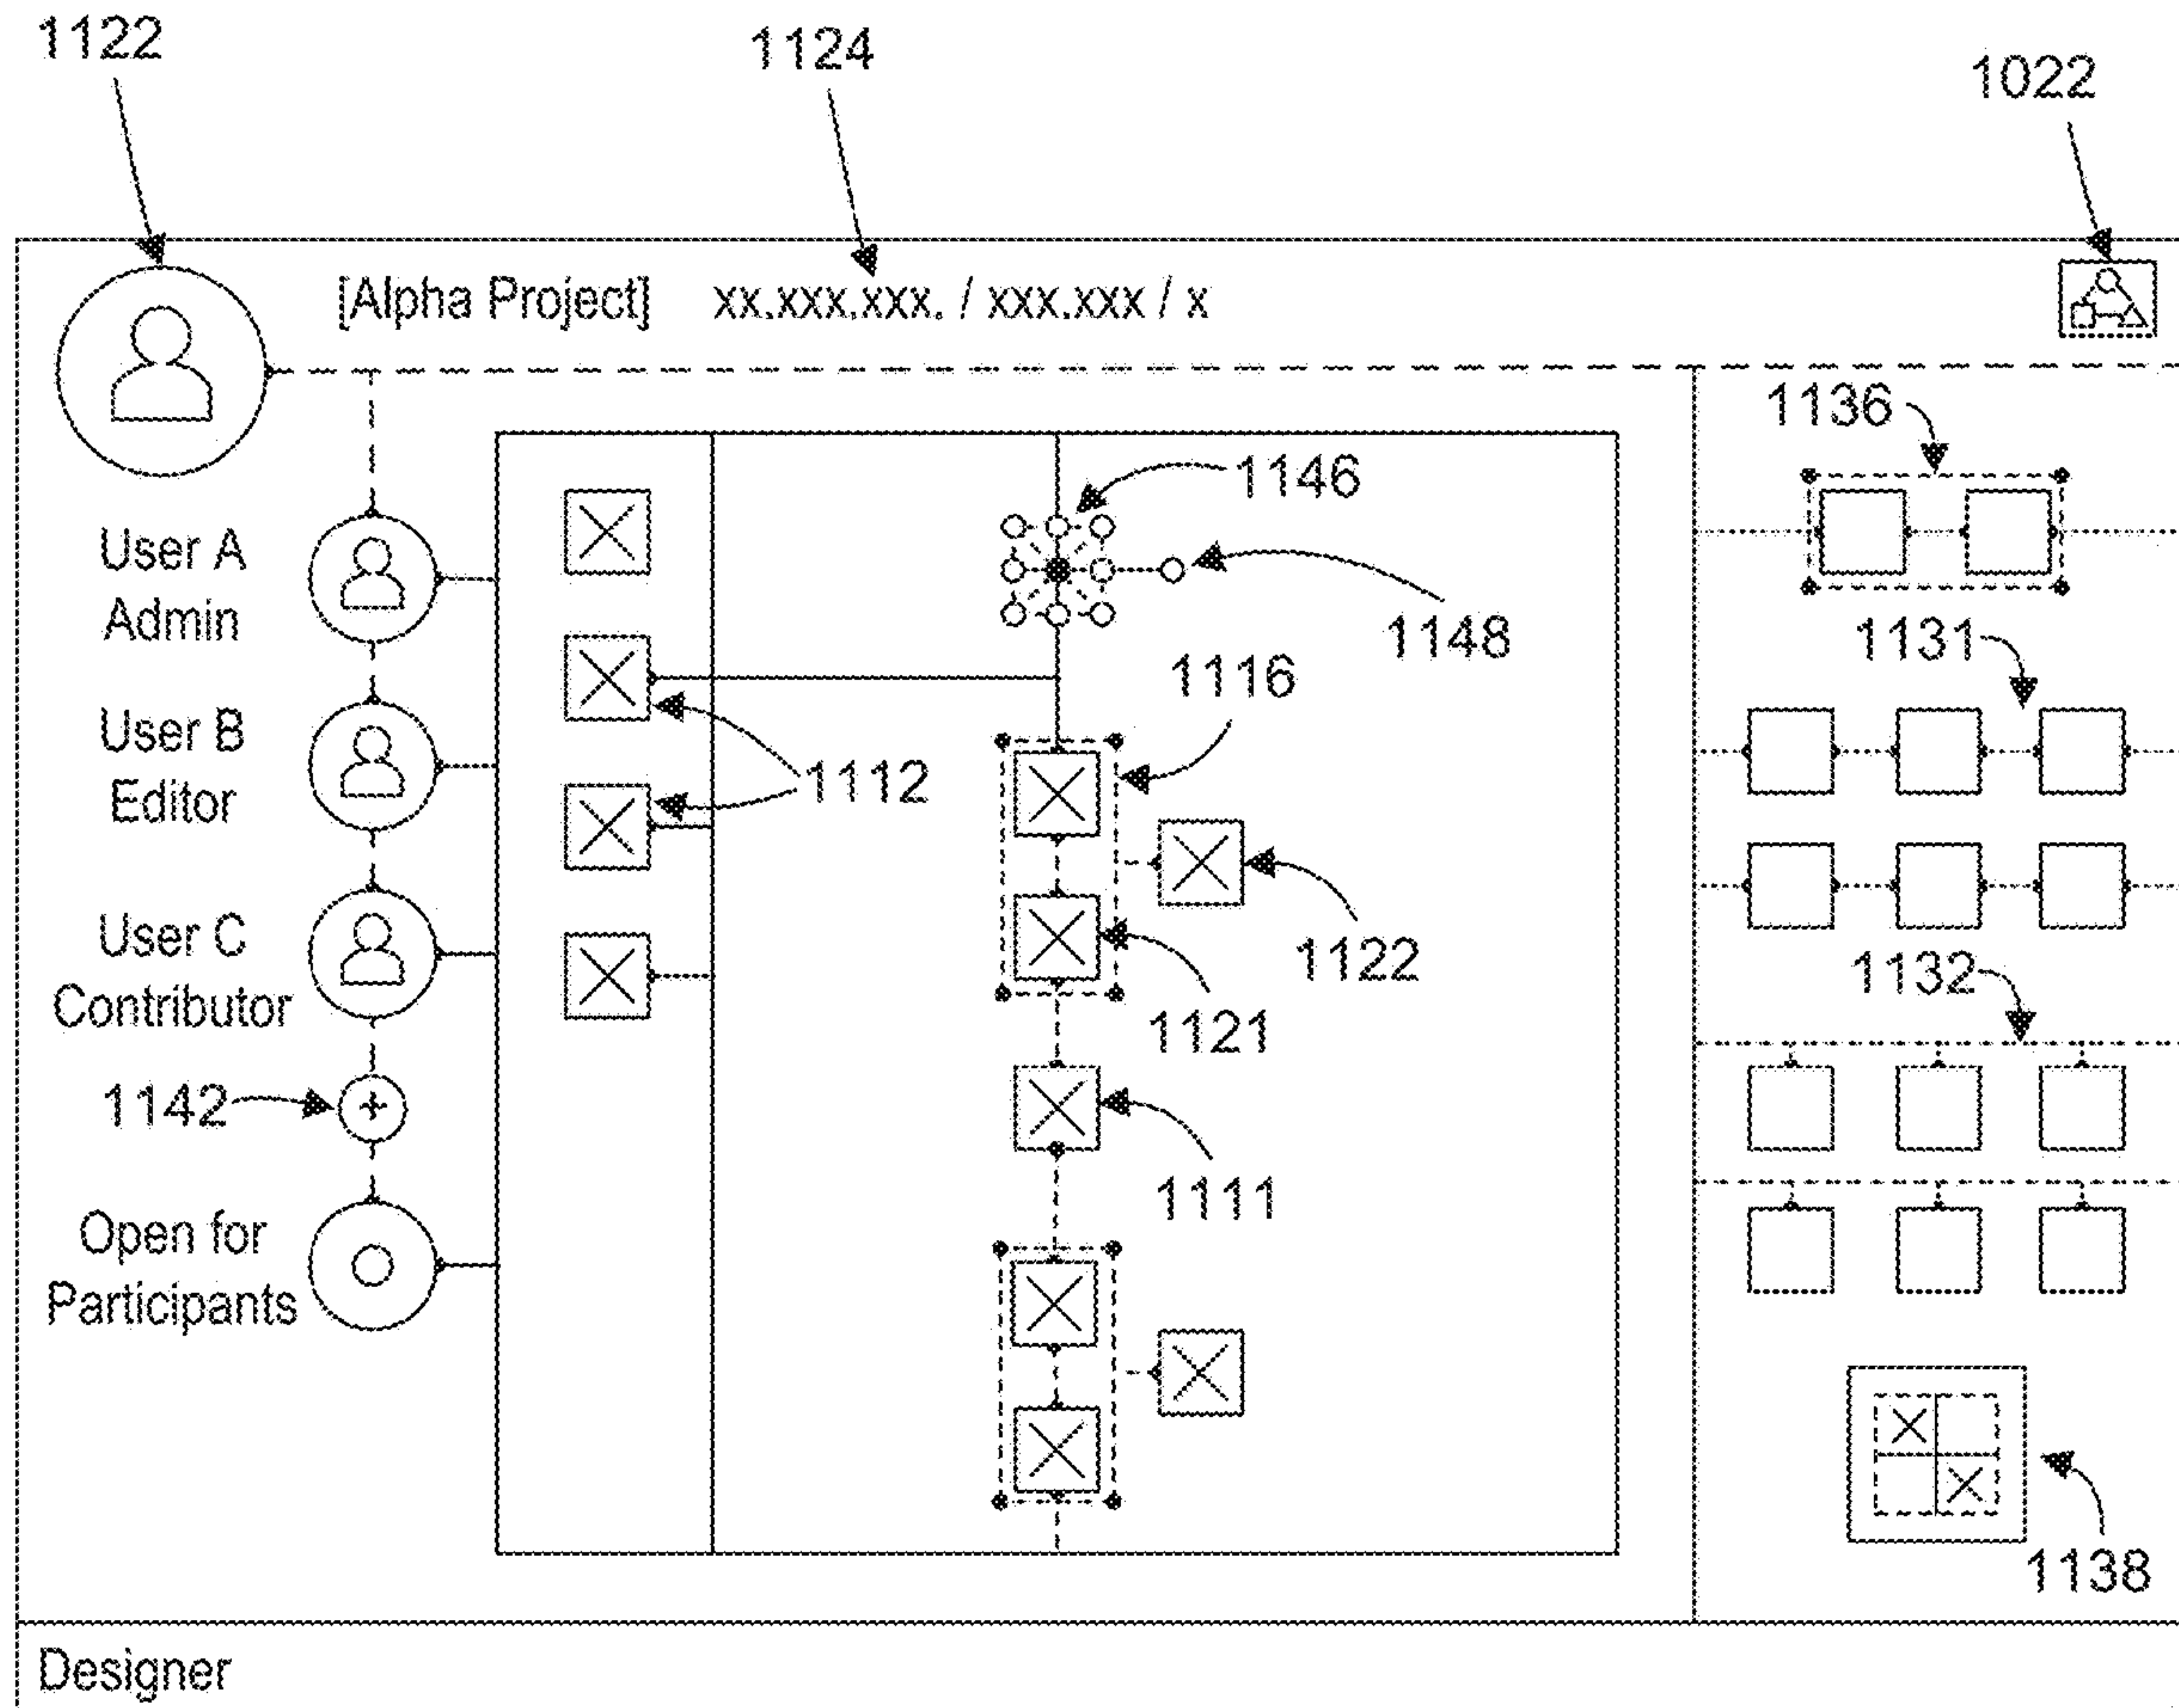 1122
1124
1022
[Alpha Project] xx.xxx.xxx. / xxx.xxx / x
1136
1146
User A
Admin
1148
1131
1116
User B
Editor
1112
User C
Contributor
1122
1132
1121
1142
+
1111
Open for
Participants
1138
Designer